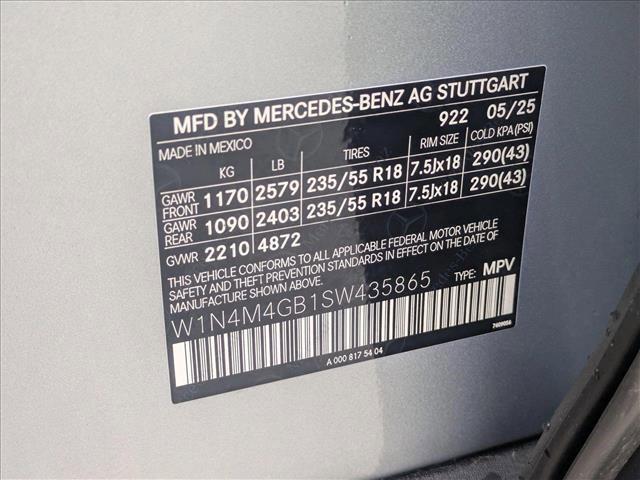 MFD BY MERCEDES-BENZ AG STUTTGART
MADE IN MEXICO 922 05/25
KG LB TIRES RIM SIZE COLD KPA(PSI)
GAWR FRONT 1170 2579 235/55 R18 7.5Jx18 290(43)
GAWR REAR 1090 2403 235/55 R18 7.5Jx18 290(43)
GVWR 2210 4872
THIS VEHICLE CONFORMS TO ALL APPLICABLE FEDERAL MOTOR VEHICLE
SAFETY AND THEFT PREVENTION STANDARDS IN EFFECT ON THE DATE OF
MANUFACTURE SHOWN ABOVE.
W1N4M4GB1SW435865 TYPE: MPV
A 000 817 54 04